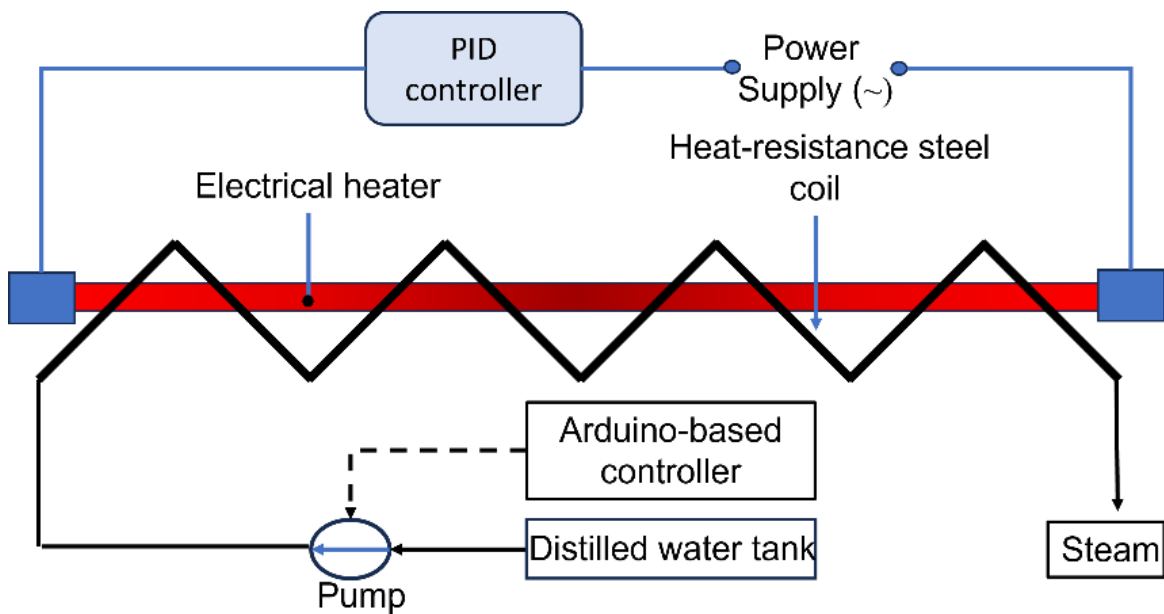 PID
controller
Power
Supply (~)
Heat-resistance steel
coil
Electrical heater
Arduino-based
controller
Distilled water tank
Steam
Pump